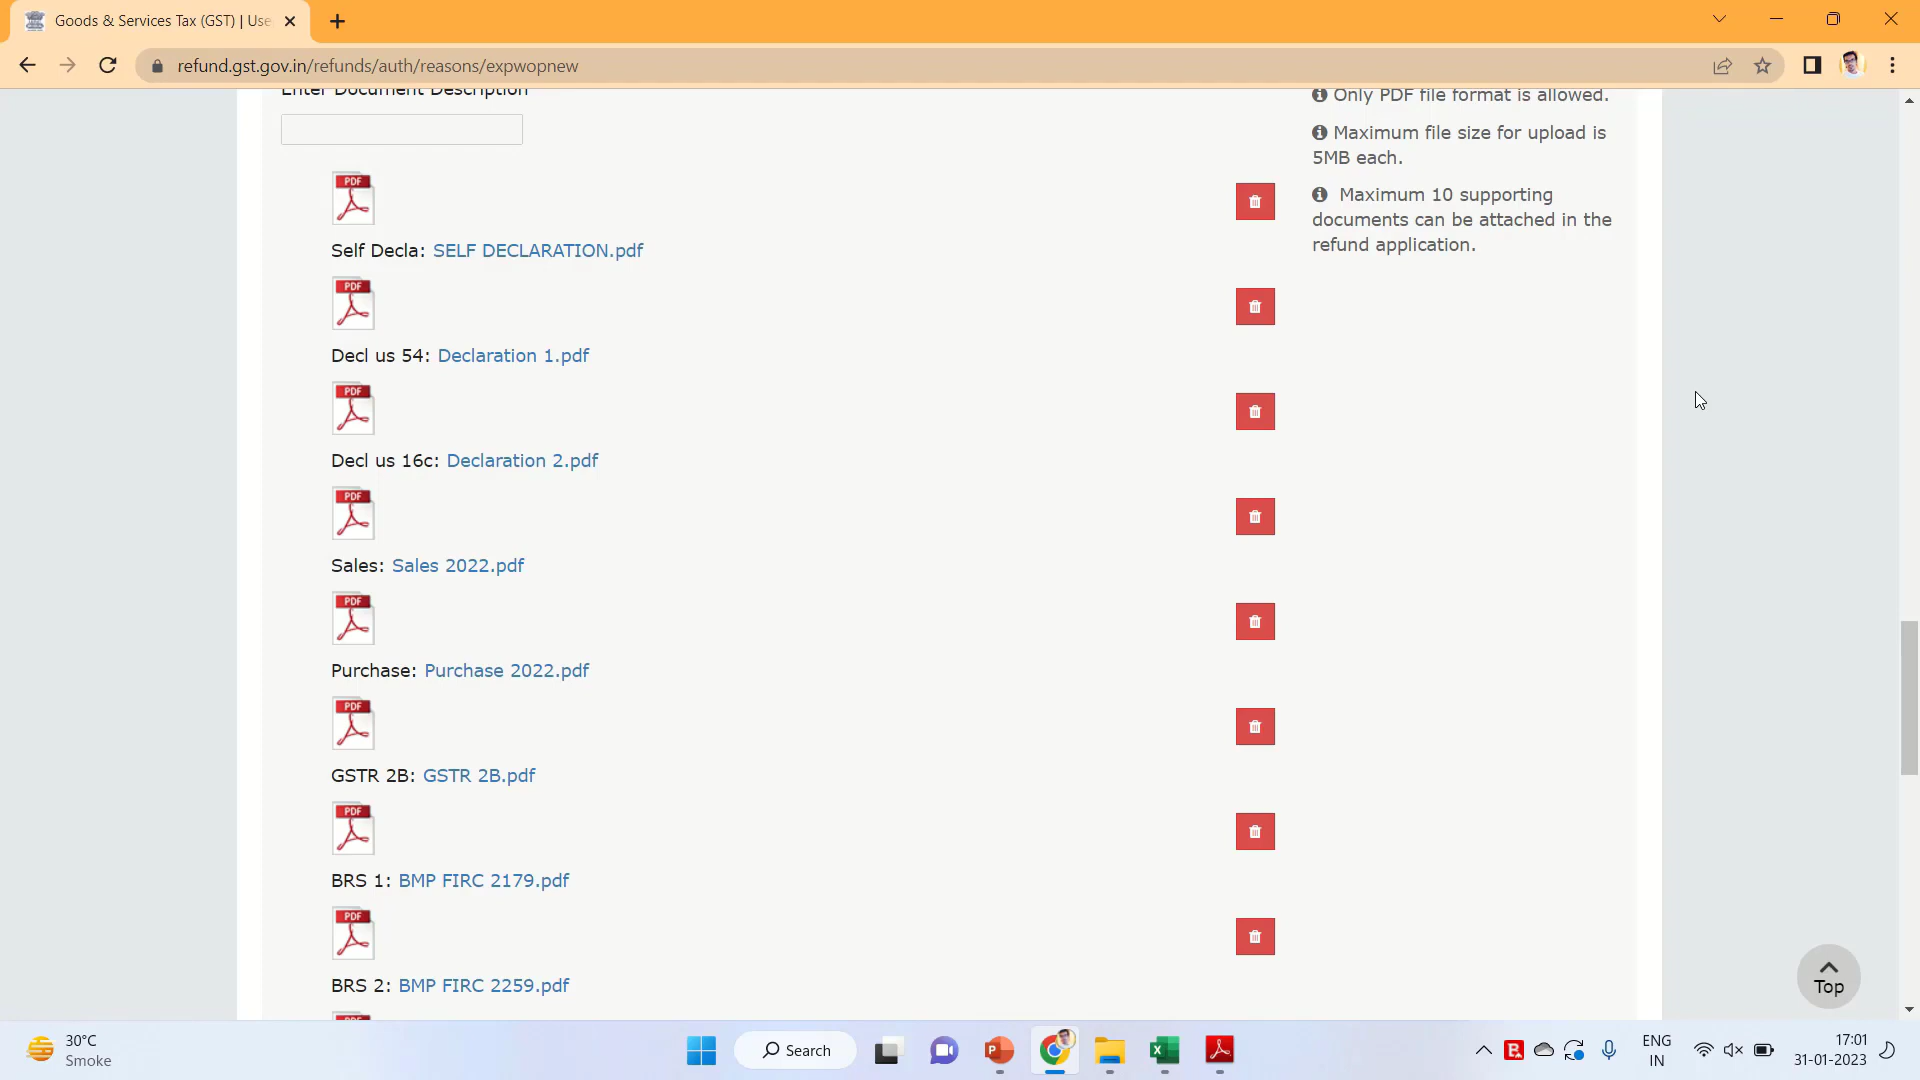 Goods & Services Tax (GST) | Use
refund.gst.gov.in/refunds/auth/reasons/expwopnew
Enter Document Description
Only PDF file format is allowed.
Maximum file size for upload is
5MB each.
Maximum 10 supporting
documents can be attached in the
refund application.
PDF
Self Decla: SELF DECLARATION.pdf
PDF
Decl us 54: Declaration 1.pdf
PDF
Decl us 16c: Declaration 2.pdf
PDF
Sales: Sales 2022.pdf
PDF
Purchase: Purchase 2022.pdf
PDF
GSTR 2B: GSTR 2B.pdf
PDF
BRS 1: BMP FIRC 2179.pdf
PDF
BRS 2: BMP FIRC 2259.pdf
PDF
Top
30°C
Smoke
Search
ENG
IN
17:01
31-01-2023